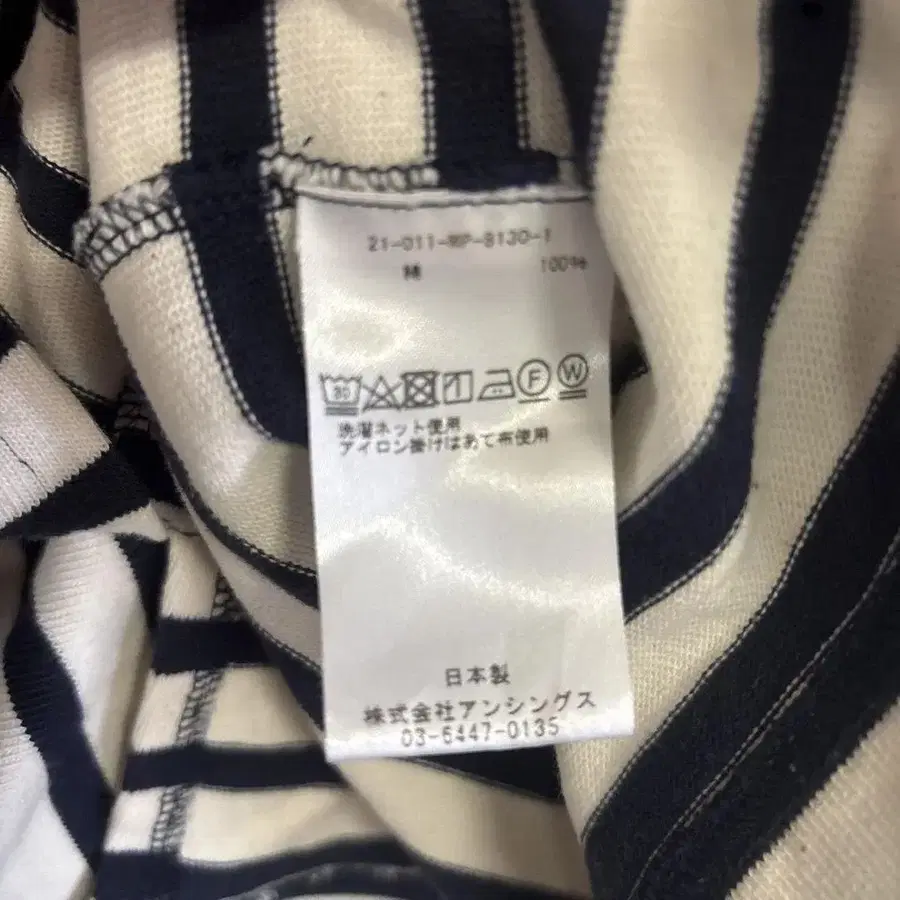 21-011-MP-8130-1
綿 100%
30 F W
洗濯ネット使用
アイロン掛けはあて布使用
日本製
株式会社アンシングス
03-6447-0135